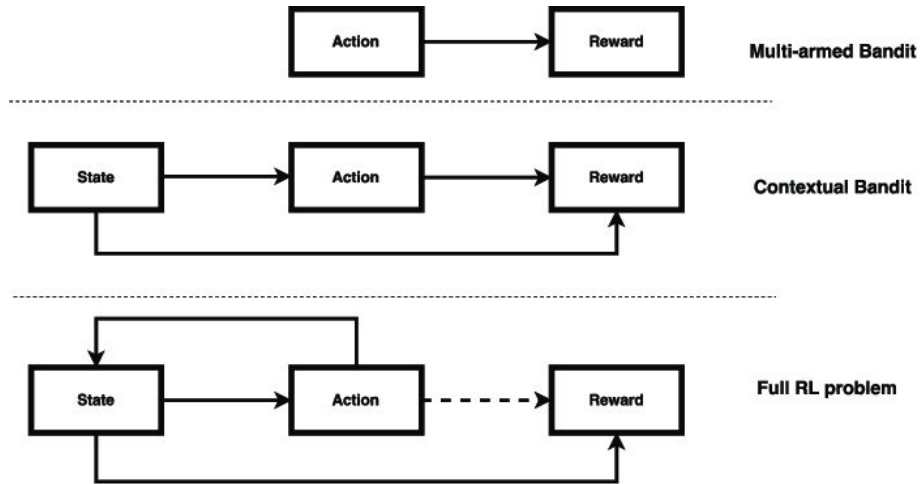 Action
Reward
Multi-armed Bandit
State
Action
Reward
Contextual Bandit
State
Action
Reward
Full RL problem